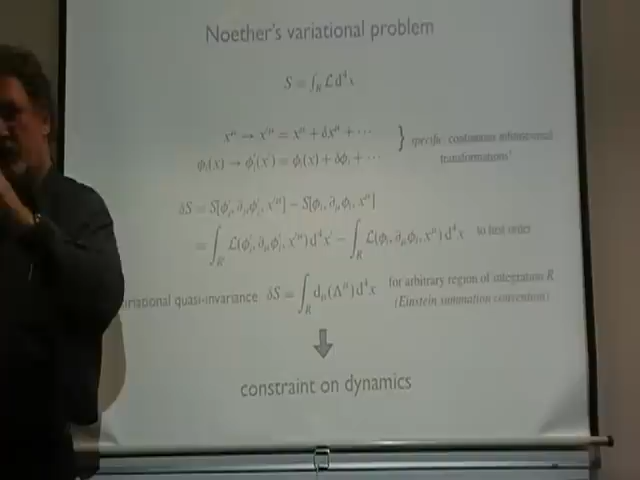 Noether's variational problem
S = ∫_R ℒ d⁴x
x^μ → x'^μ = x^μ + δx^μ + ⋯
φ_i(x) → φ'_i(x') = φ_i(x) + δφ_i + ⋯
} specific, continuous infinitesimal
transformations'
δS = S[φ'_i, ∂_μφ'_i, x'^μ] − S[φ_i, ∂_μφ_i, x^μ]
= ∫_R' ℒ(φ'_i, ∂_μφ'_i, x'^μ) d⁴x' − ∫_R ℒ(φ_i, ∂_μφ_i, x^μ) d⁴x to first order
riational quasi-invariance δS = ∫_R d_μ(Λ^μ) d⁴x for arbitrary region of integration R
(Einstein summation convention)
constraint on dynamics